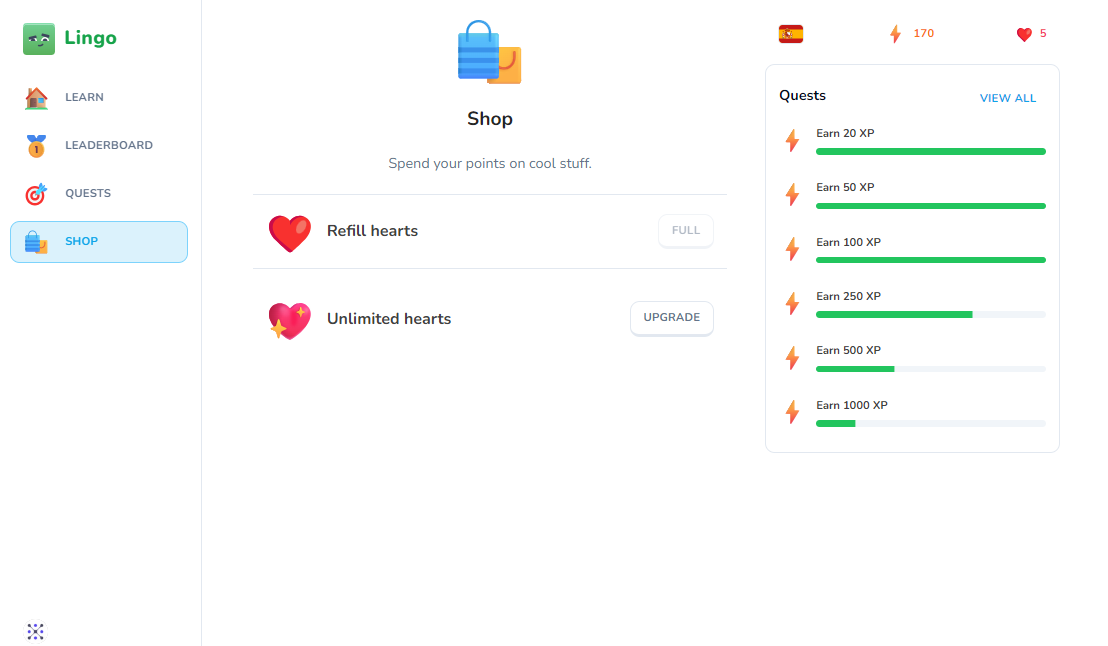 Lingo
LEARN
LEADERBOARD
1
QUESTS
SHOP
Shop
Spend your points on cool stuff.
Refill hearts
FULL
Unlimited hearts
UPGRADE
170
5
Quests
VIEW ALL
Earn 20 XP
Earn 50 XP
Earn 100 XP
Earn 250 XP
Earn 500 XP
Earn 1000 XP